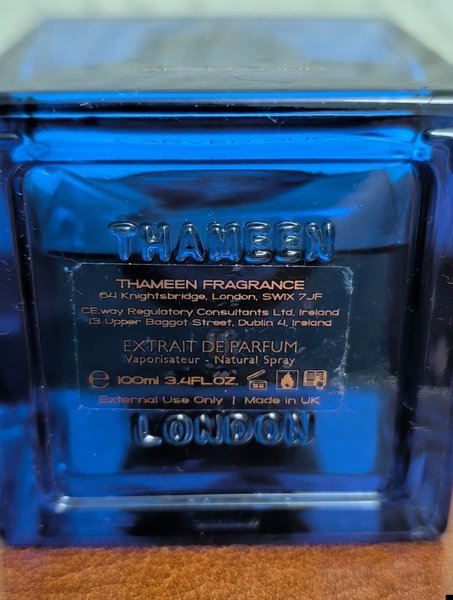 THAMEEN
THAMEEN FRAGRANCE
64 Knightsbridge, London, SW1X 7JF
CE.way Regulatory Consultants Ltd, Ireland
13 Upper Baggot Street, Dublin 4, Ireland
EXTRAIT DE PARFUM
Vaporisateur - Natural Spray
e 100ml 3.4FL.OZ.
External Use Only | Made in UK
LONDON